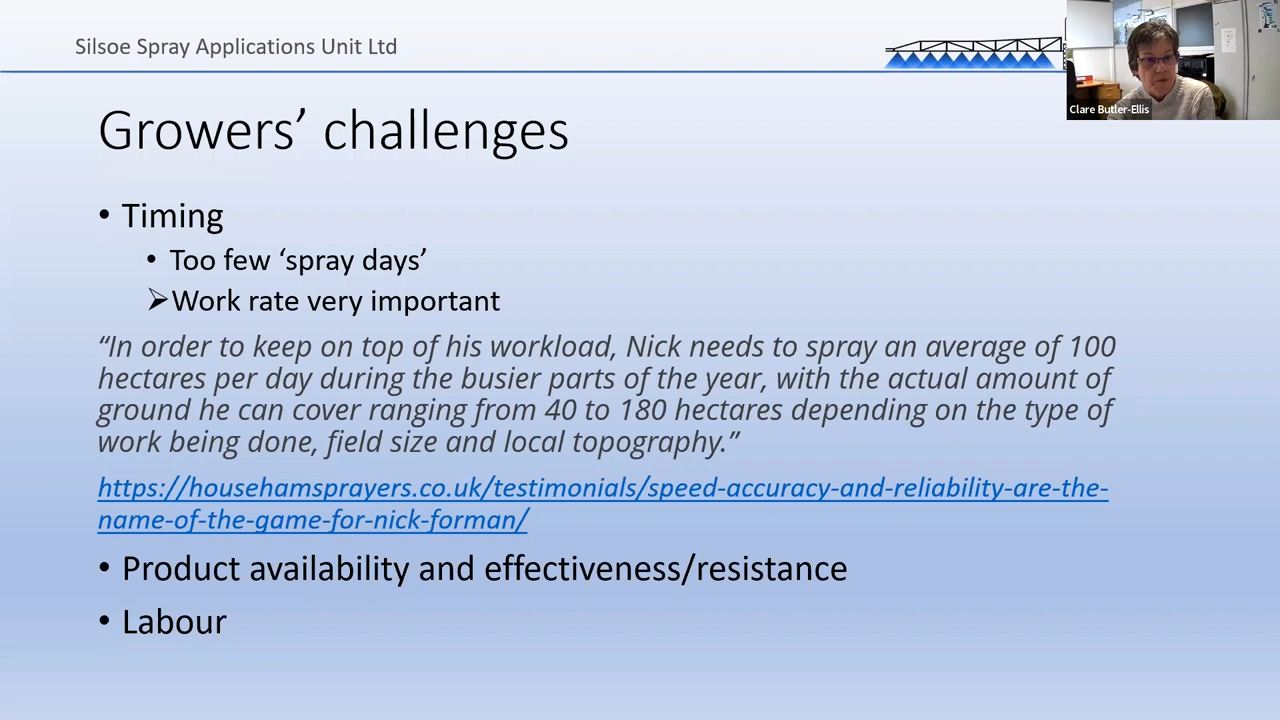 Silsoe Spray Applications Unit Ltd
Clare Butler-Ellis
Growers’ challenges
• Timing
• Too few ‘spray days’
➢Work rate very important
“In order to keep on top of his workload, Nick needs to spray an average of 100
hectares per day during the busier parts of the year, with the actual amount of
ground he can cover ranging from 40 to 180 hectares depending on the type of
work being done, field size and local topography.”
https://househamsprayers.co.uk/testimonials/speed-accuracy-and-reliability-are-the-
name-of-the-game-for-nick-forman/
• Product availability and effectiveness/resistance
• Labour